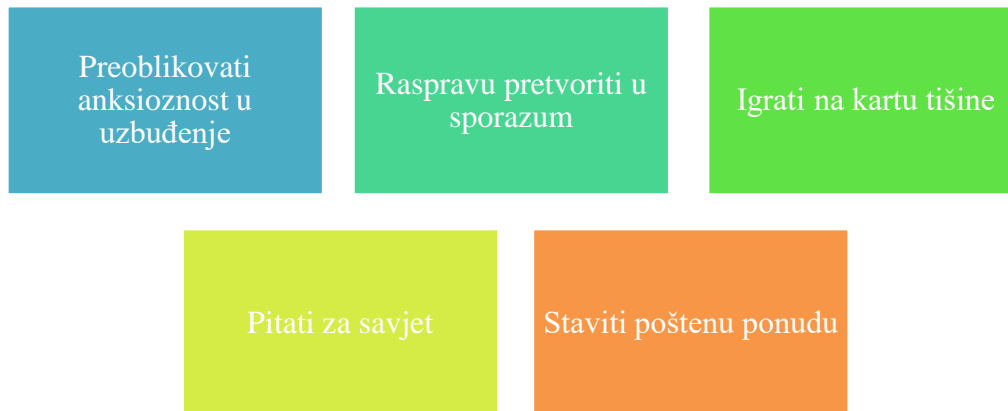 Preoblikovati
anksioznost u
uzbuđenje
Raspravu pretvoriti u
sporazum
Igrati na kartu tišine
Pitati za savjet
Staviti poštenu ponudu